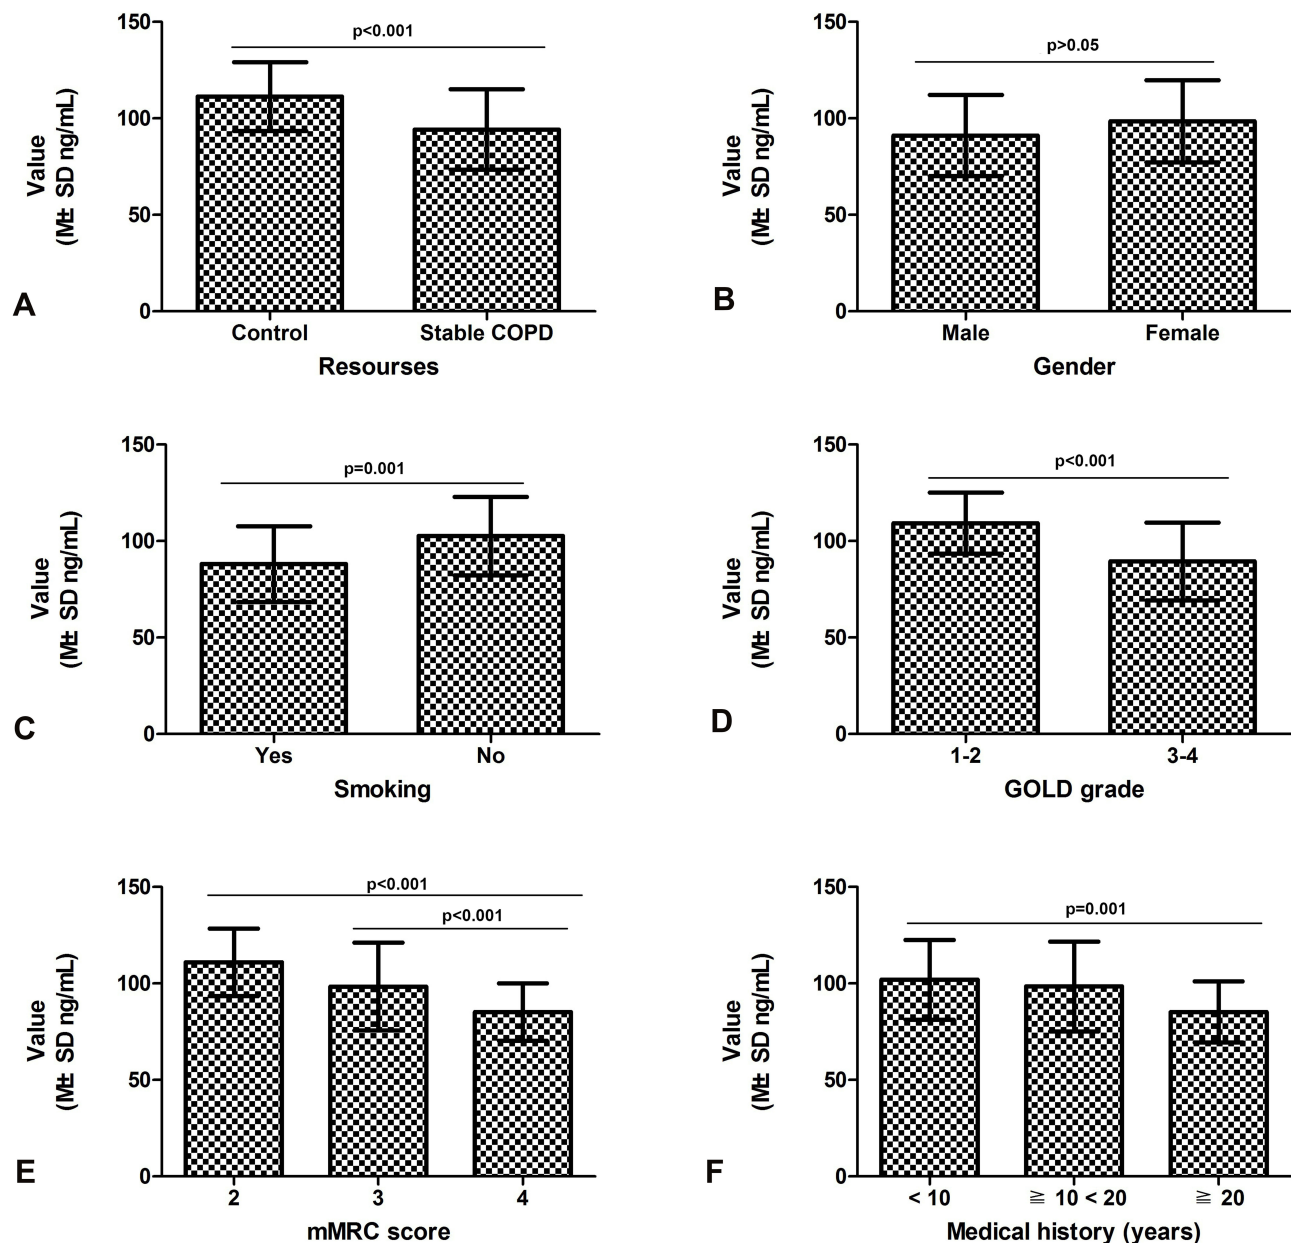 150
100
50
0
Value
(M± SD ng/mL)
p<0.001
Control
Stable COPD
Resourses
A
150
100
50
0
Value
(M± SD ng/mL)
p>0.05
Male
Female
Gender
B
150
100
50
0
Value
(M± SD ng/mL)
p=0.001
Yes
No
Smoking
C
150
100
50
0
Value
(M± SD ng/mL)
p<0.001
1-2
3-4
GOLD grade
D
150
100
50
0
Value
(M± SD ng/mL)
p<0.001
p<0.001
2
3
4
mMRC score
E
150
100
50
0
Value
(M± SD ng/mL)
p=0.001
< 10
≧ 10 < 20
≧ 20
Medical history (years)
F